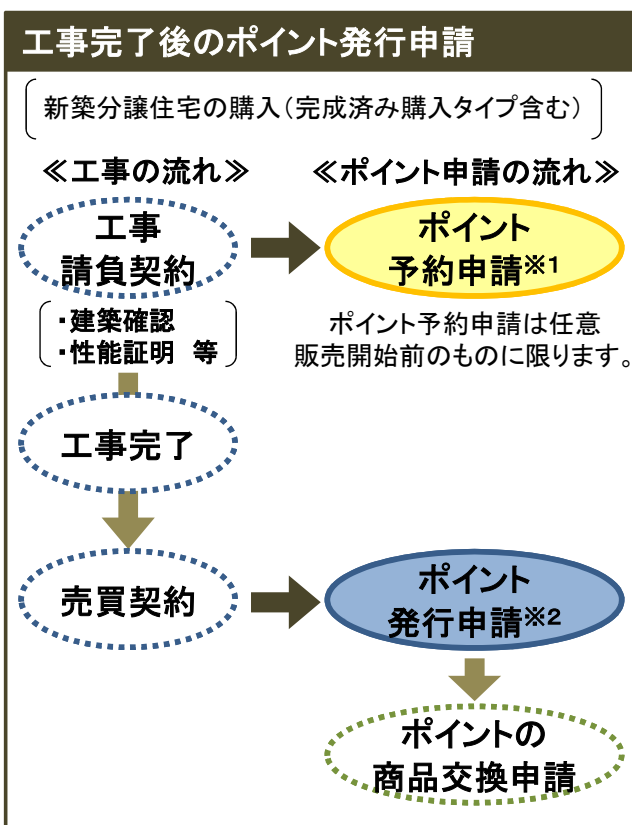 工事完了後のポイント発行申請
新築分譲住宅の購入(完成済み購入タイプ含む)
≪工事の流れ≫
≪ポイント申請の流れ≫
工事
請負契約
ポイント
予約申請※1
・建築確認
・性能証明 等
ポイント予約申請は任意
販売開始前のものに限ります。
工事完了
売買契約
ポイント
発行申請※2
ポイントの
商品交換申請